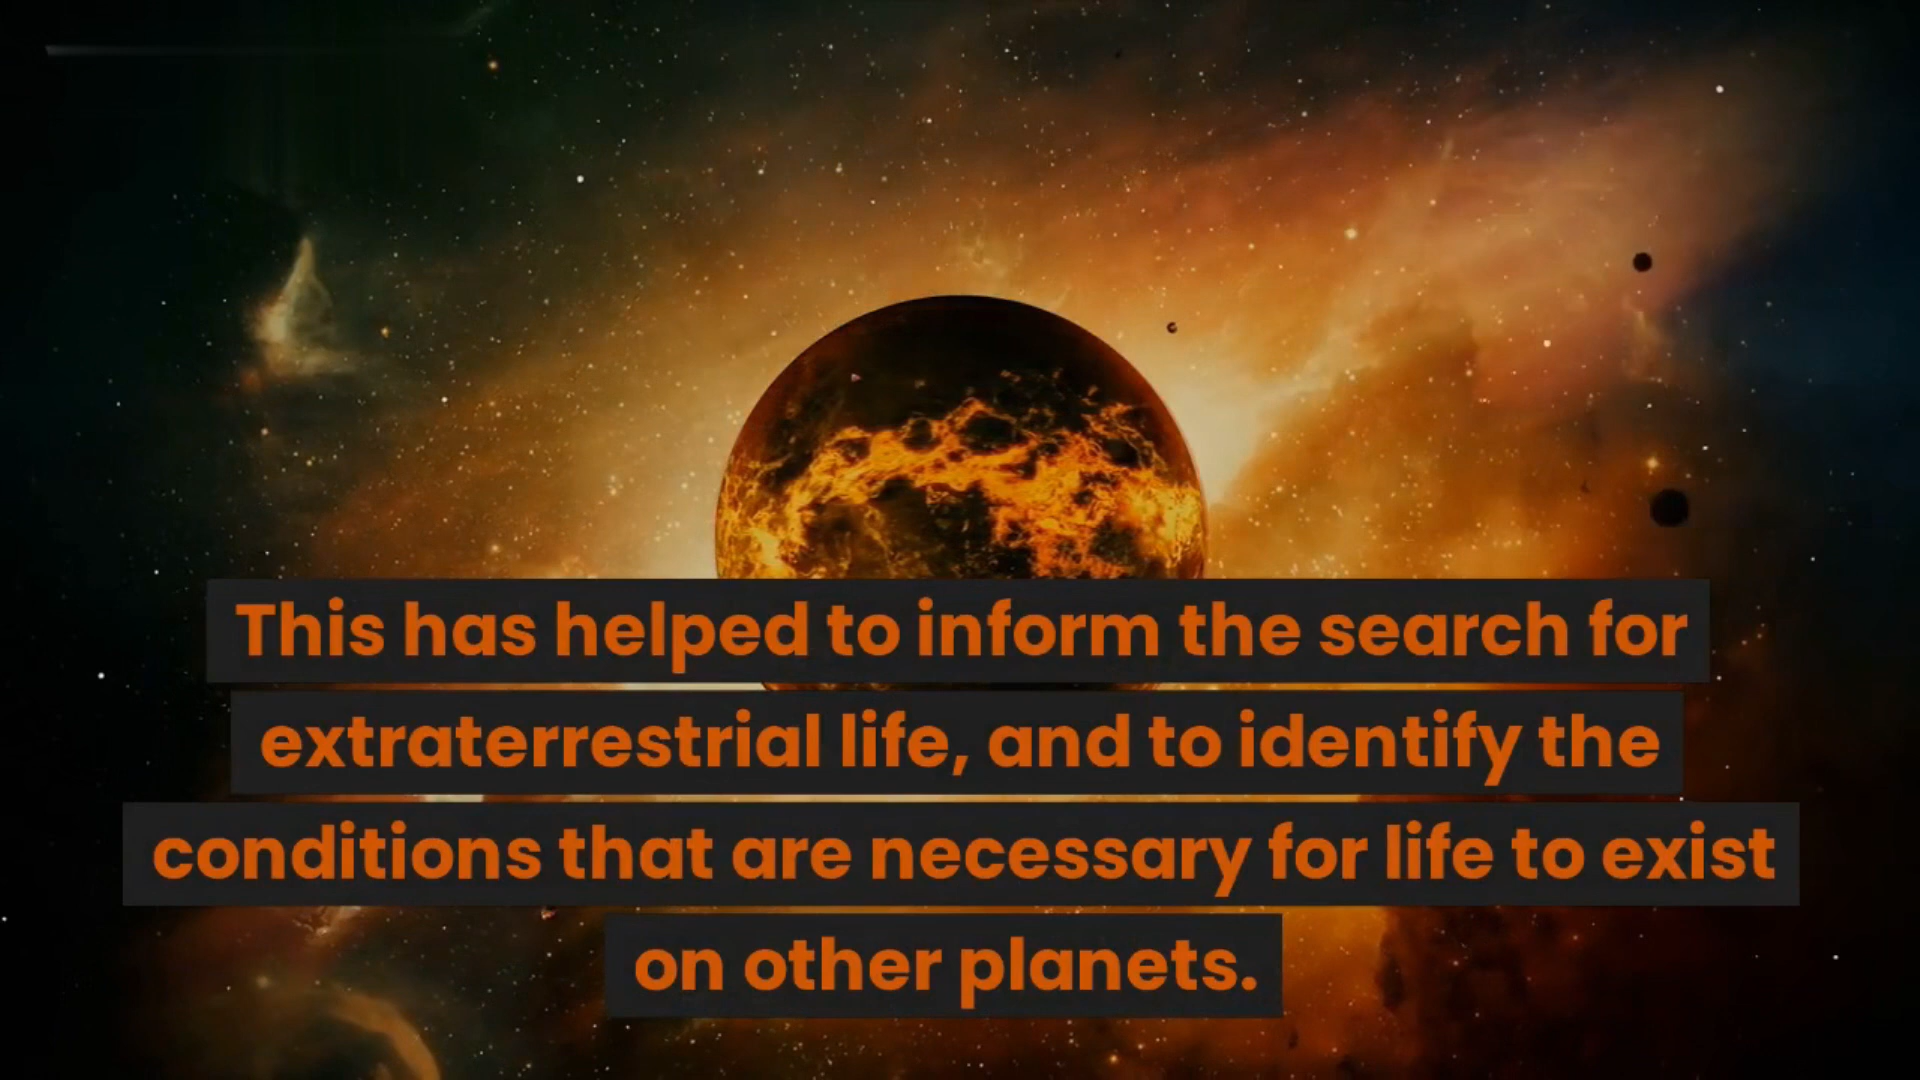 This has helped to inform the search for
extraterrestrial life, and to identify the
conditions that are necessary for life to exist
on other planets.